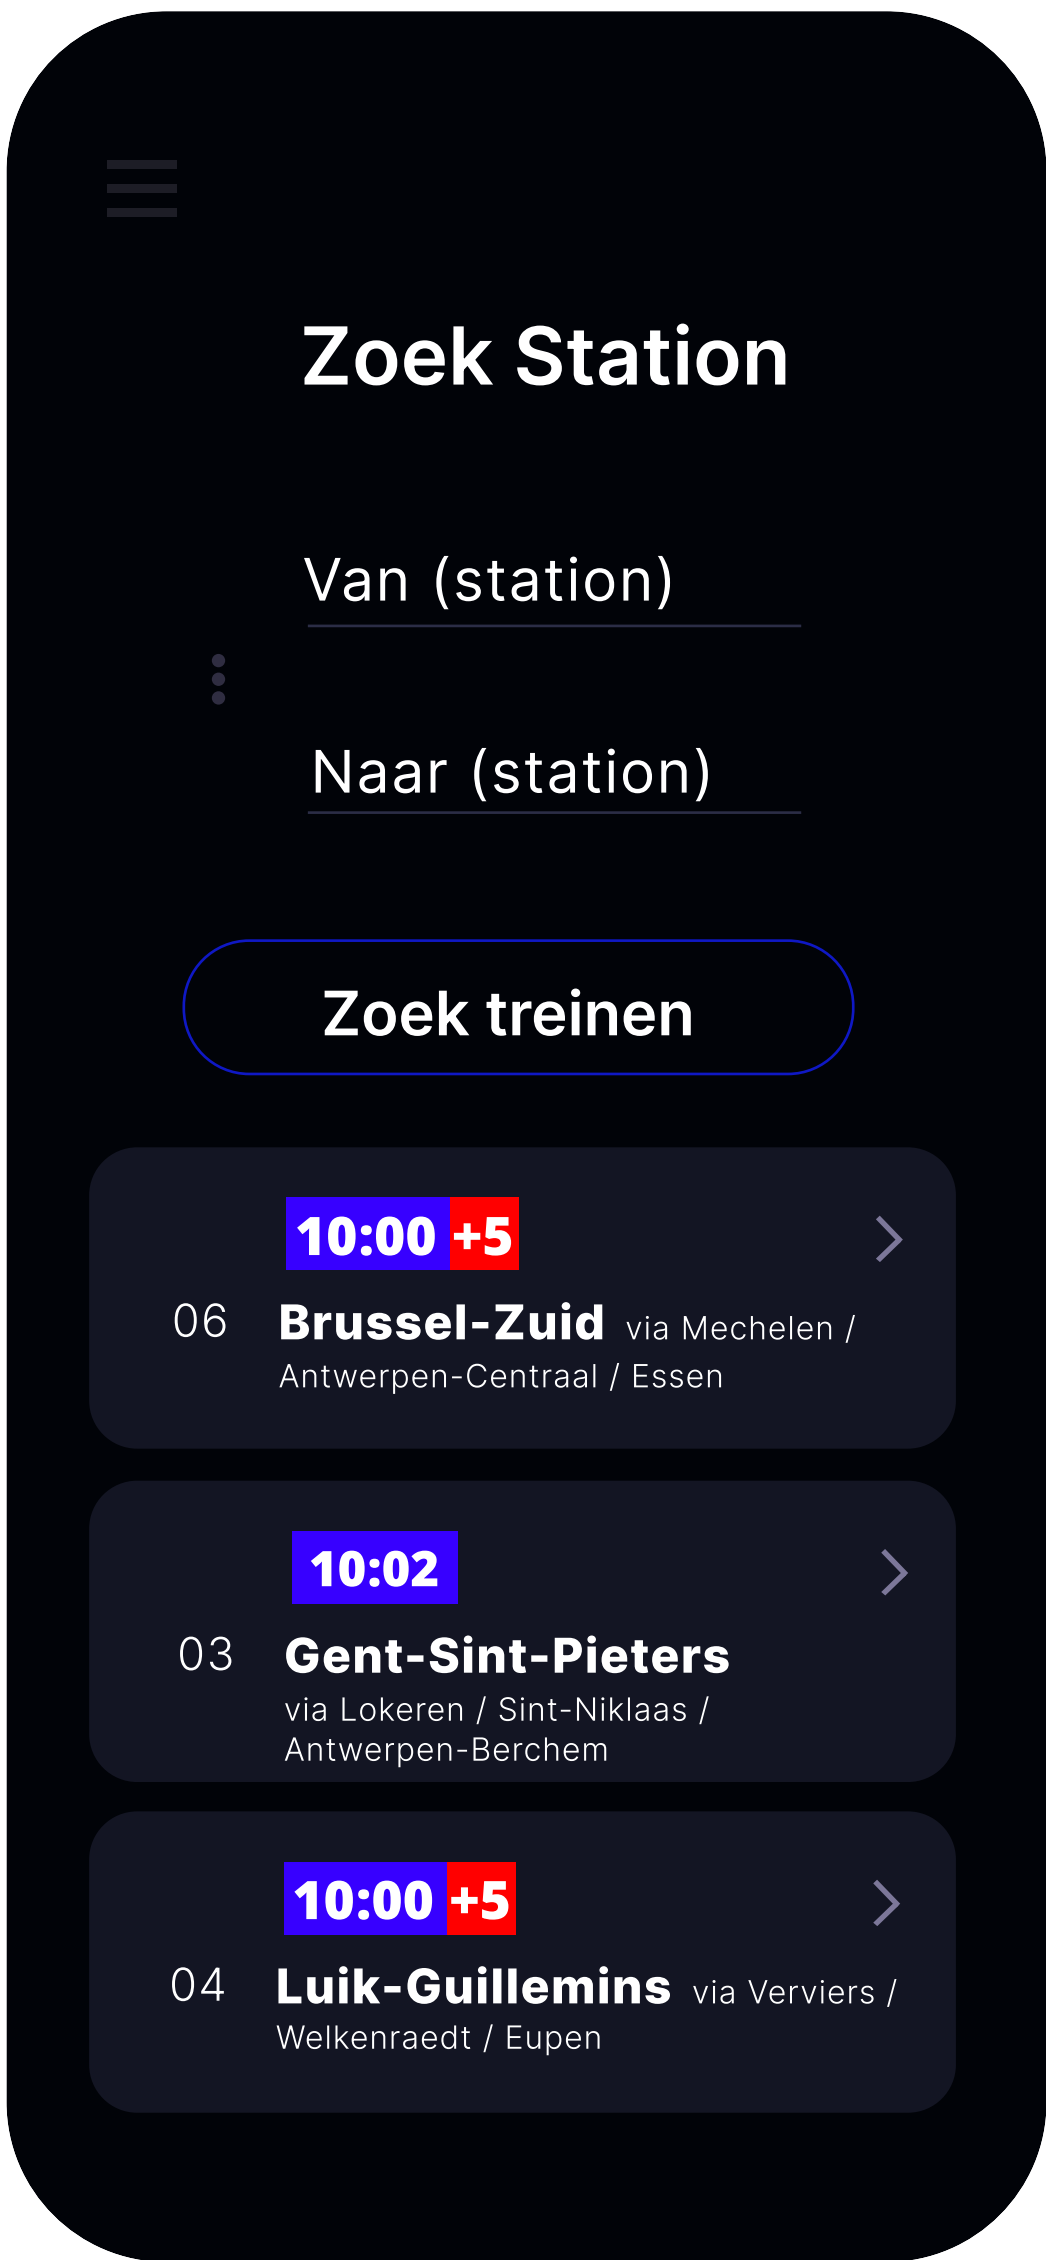 Zoek Station
Van (station)
Naar (station)
Zoek treinen
10:00 +5
06 Brussel-Zuid via Mechelen /
Antwerpen-Centraal / Essen
10:02
03 Gent-Sint-Pieters
via Lokeren / Sint-Niklaas /
Antwerpen-Berchem
10:00 +5
04 Luik-Guillemins via Verviers /
Welkenraedt / Eupen